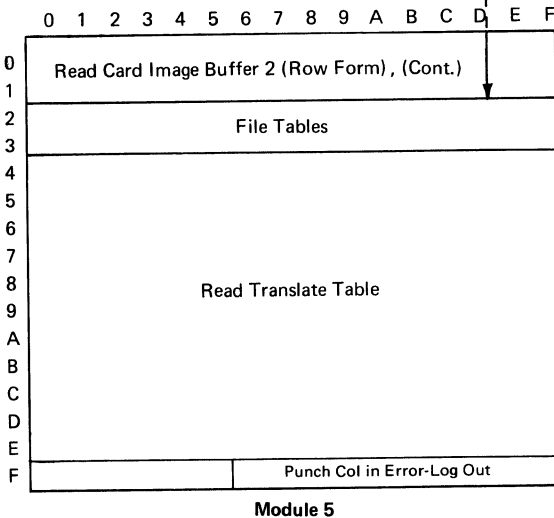 0 1 2 3 4 5 6 7 8 9 A B C D E F
0
Read Card Image Buffer 2 (Row Form), (Cont.)
1
2
File Tables
3
4
5
6
7
8
Read Translate Table
9
A
B
C
D
E
F
Punch Col in Error-Log Out
Module 5